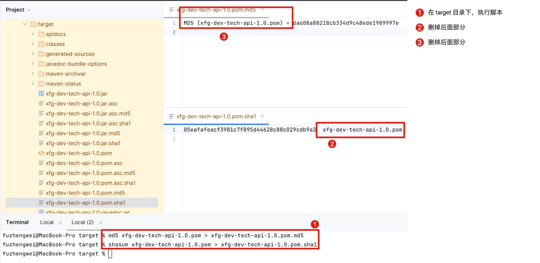 Project
target
apidocs
classes
generated-sources
javadoc-bundle-options
maven-archiver
maven-status
xfg-dev-tech-api-1.0.jar
xfg-dev-tech-api-1.0.jar.asc
xfg-dev-tech-api-1.0.jar.asc.md5
xfg-dev-tech-api-1.0.jar.asc.sha1
xfg-dev-tech-api-1.0.jar.md5
xfg-dev-tech-api-1.0.jar.sha1
xfg-dev-tech-api-1.0.pom
xfg-dev-tech-api-1.0.pom.asc
xfg-dev-tech-api-1.0.pom.asc.md5
xfg-dev-tech-api-1.0.pom.asc.sha1
xfg-dev-tech-api-1.0.pom.md5
xfg-dev-tech-api-1.0.pom.sha1
xfg-dev-tech-api-1.0-javadoc.jar
xfg-dev-tech-api-1.0.pom.md5
1 MD5 (xfg-dev-tech-api-1.0.pom) = da608a88218cb334d9c48ede1989997e
2
3
xfg-dev-tech-api-1.0.pom.sha1
1 05eafafeacf3981c7f895d44628c88c029cdb9a2 xfg-dev-tech-api-1.0.pom
2
2
1 在 target 目录下，执行脚本
2 删掉后面部分
3 删掉后面部分
Terminal Local Local (2)
1
fuzhengwei@MacBook-Pro target % md5 xfg-dev-tech-api-1.0.pom > xfg-dev-tech-api-1.0.pom.md5
fuzhengwei@MacBook-Pro target % shasum xfg-dev-tech-api-1.0.pom > xfg-dev-tech-api-1.0.pom.sha1
fuzhengwei@MacBook-Pro target %